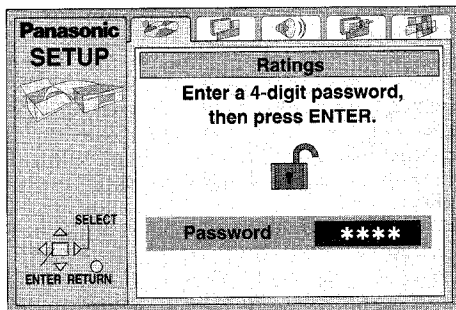 Panasonic
SETUP
Ratings
Enter a 4-digit password,
then press ENTER.
Password ****
SELECT
ENTER RETURN